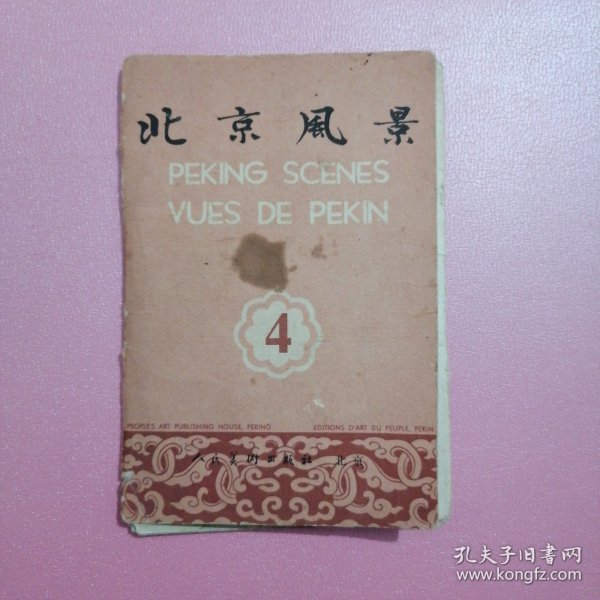 北京風景
PEKING SCENES
VUES DE PEKIN
4
PEOPLE'S ART PUBLISHING HOUSE, PEKING
EDITIONS D'ART DU PEUPLE, PEKIN
人民美術出版社 北京
孔夫子旧书网
www.kongfz.com